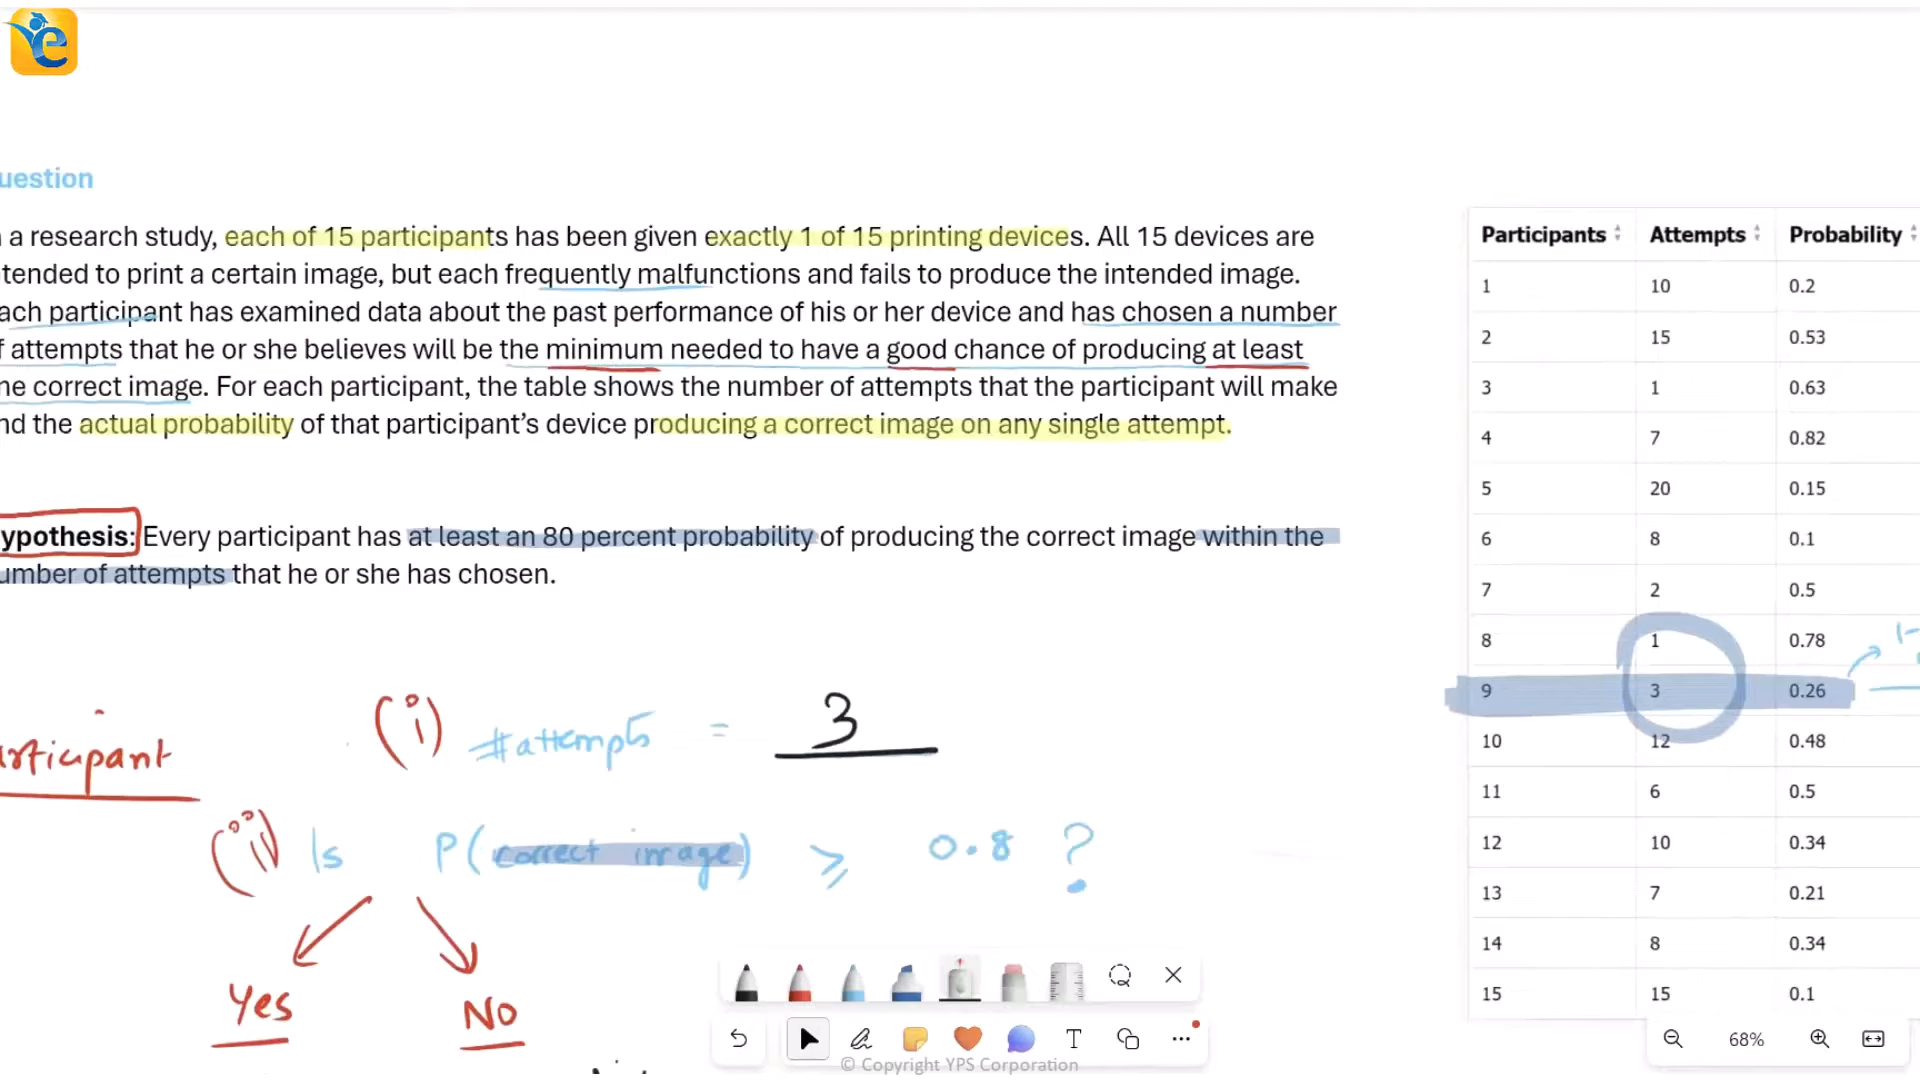 uestion
a research study, each of 15 participants has been given exactly 1 of 15 printing devices. All 15 devices are
tended to print a certain image, but each frequently malfunctions and fails to produce the intended image.
ach participant has examined data about the past performance of his or her device and has chosen a number
f attempts that he or she believes will be the minimum needed to have a good chance of producing at least
ne correct image. For each participant, the table shows the number of attempts that the participant will make
nd the actual probability of that participant's device producing a correct image on any single attempt.
ypothesis: Every participant has at least an 80 percent probability of producing the correct image within the
umber of attempts that he or she has chosen.
articipant
(i) #attempts = 3
(ii) Is P(correct image) ≥ 0.8 ?
Yes
No
Participants Attempts Probability
1 10 0.2
2 15 0.53
3 1 0.63
4 7 0.82
5 20 0.15
6 8 0.1
7 2 0.5
8 1 0.78
1-
9 3 0.26
10 12 0.48
11 6 0.5
12 10 0.34
13 7 0.21
14 8 0.34
15 15 0.1
T
68%
© Copyright YPS Corporation